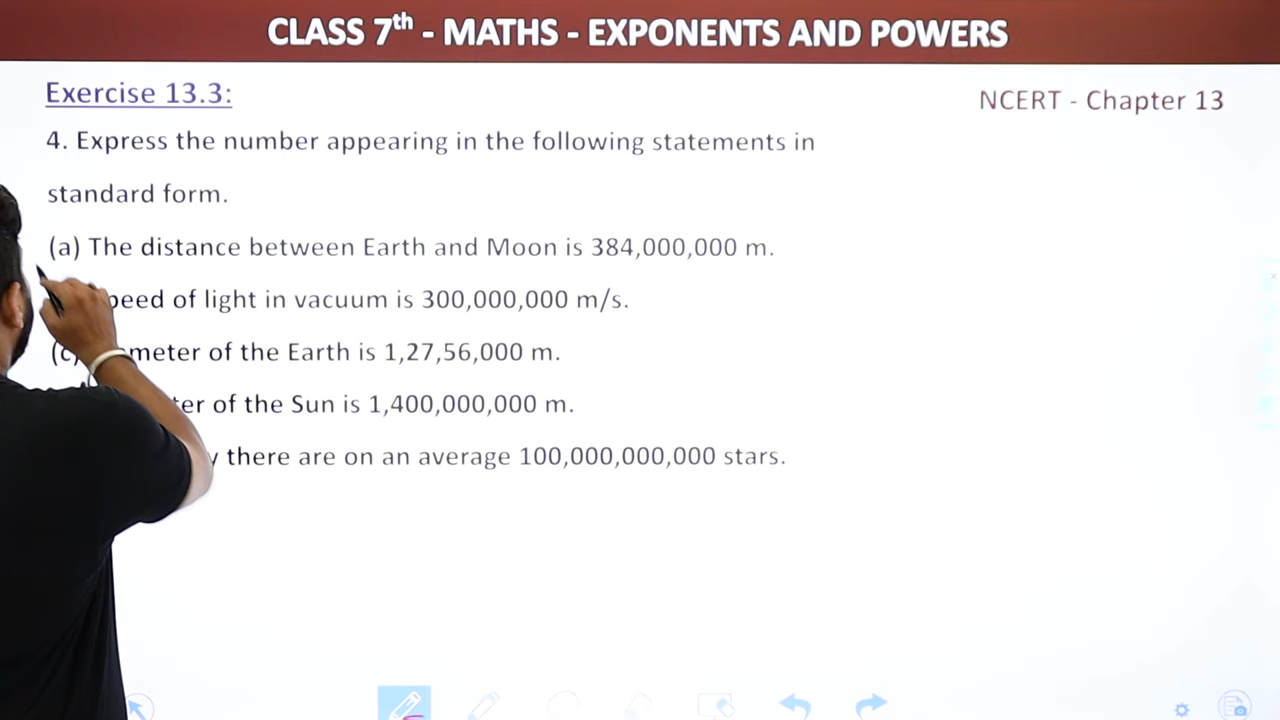 CLASS 7th - MATHS - EXPONENTS AND POWERS
Exercise 13.3:
NCERT - Chapter 13
4. Express the number appearing in the following statements in
standard form.
(a) The distance between Earth and Moon is 384,000,000 m.
of light in vacuum is 300,000,000 m/s.
of the Earth is 1,27,56,000 m.
of the Sun is 1,400,000,000 m.
there are on an average 100,000,000,000 stars.